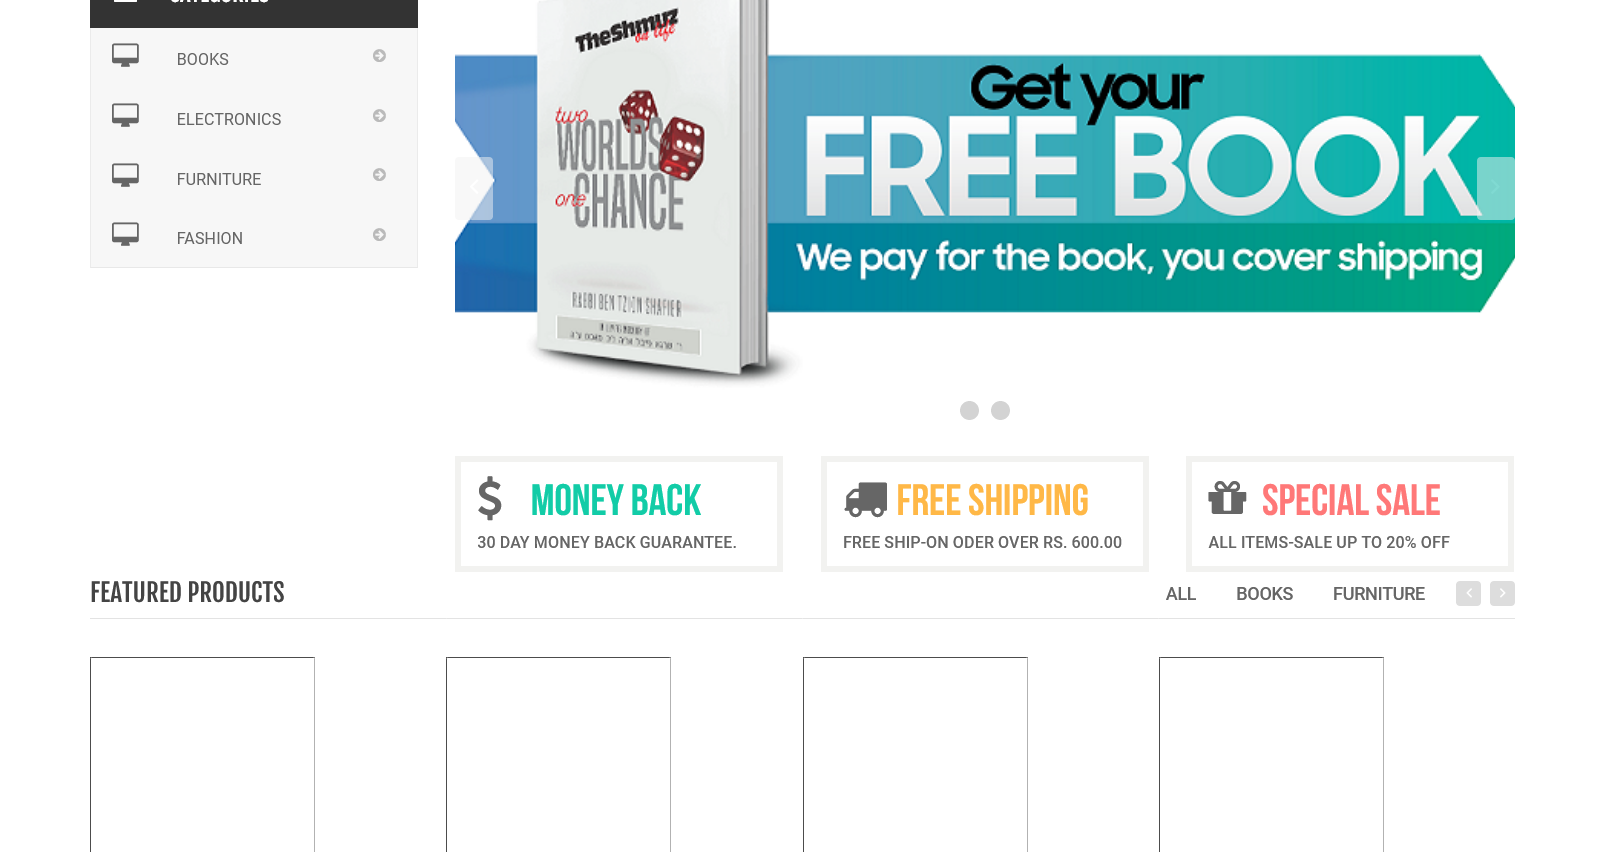 CATEGORIES
BOOKS
ELECTRONICS
FURNITURE
FASHION
TheShmuz
on life
two
WORLDS
one
CHANCE
RABBI BEN TZION SHAFIER
Get your
FREE BOOK
We pay for the book, you cover shipping
MONEY BACK
30 DAY MONEY BACK GUARANTEE.
FREE SHIPPING
FREE SHIP-ON ODER OVER RS. 600.00
SPECIAL SALE
ALL ITEMS-SALE UP TO 20% OFF
FEATURED PRODUCTS
ALL BOOKS FURNITURE